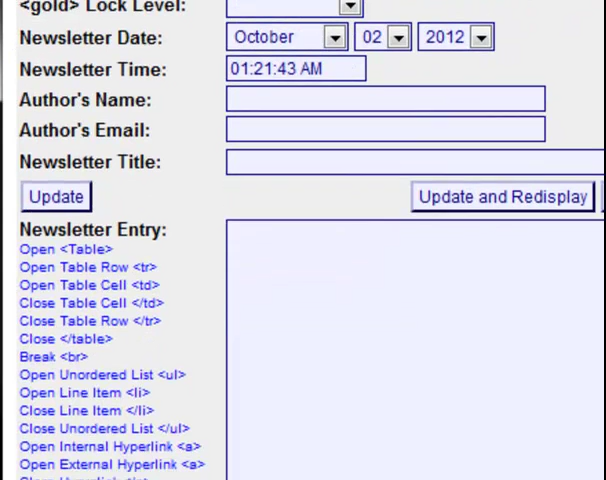 <gold> Lock Level:
Newsletter Date: October 02 2012
Newsletter Time: 01:21:43 AM
Author's Name:
Author's Email:
Newsletter Title:
Update Update and Redisplay
Newsletter Entry:
Open <Table>
Open Table Row <tr>
Open Table Cell <td>
Close Table Cell </td>
Close Table Row </tr>
Close </table>
Break <br>
Open Unordered List <ul>
Open Line Item <li>
Close Line Item </li>
Close Unordered List </ul>
Open Internal Hyperlink <a>
Open External Hyperlink <a>